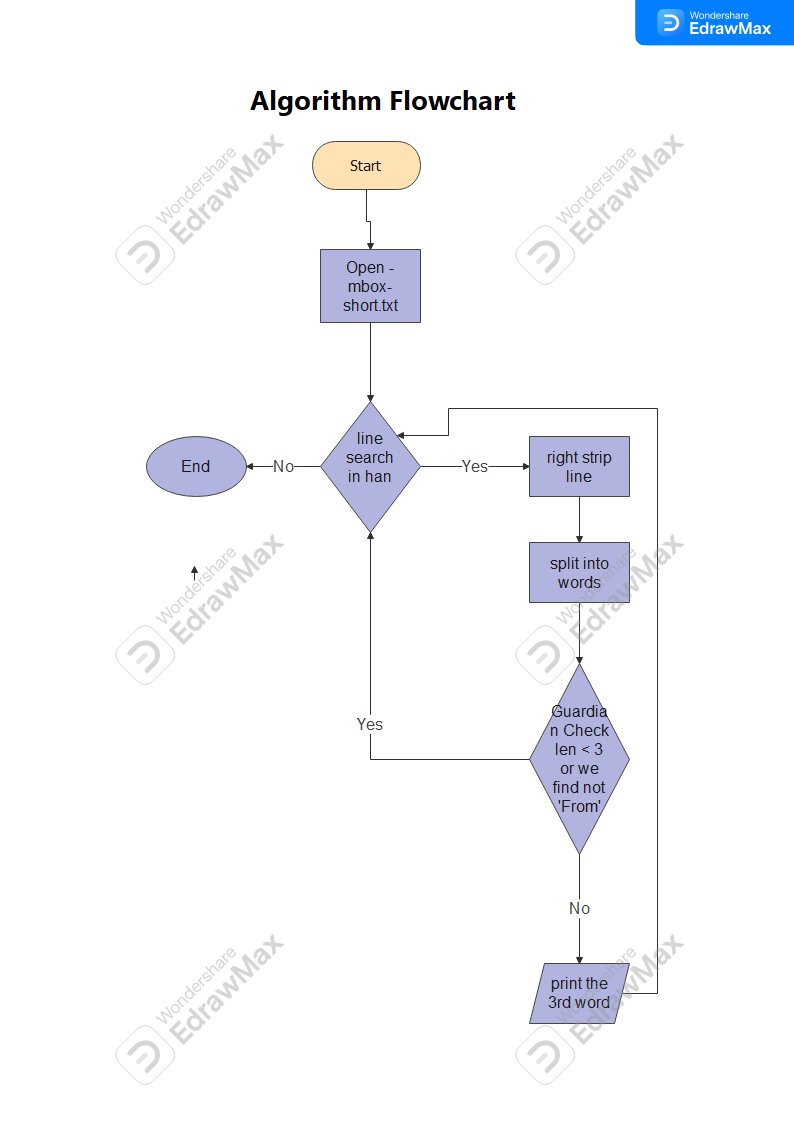 Wondershare
EdrawMax
Algorithm Flowchart
Wondershare
EdrawMax
Wondershare
EdrawMax
Start
Open -
mbox-
short.txt
line
search
in han
End
No
Yes
right strip
line
split into
words
Wondershare
EdrawMax
Wondershare
EdrawMax
Yes
Guardia
n Check
len < 3
or we
find not
'From'
No
print the
3rd word
Wondershare
EdrawMax
Wondershare
EdrawMax